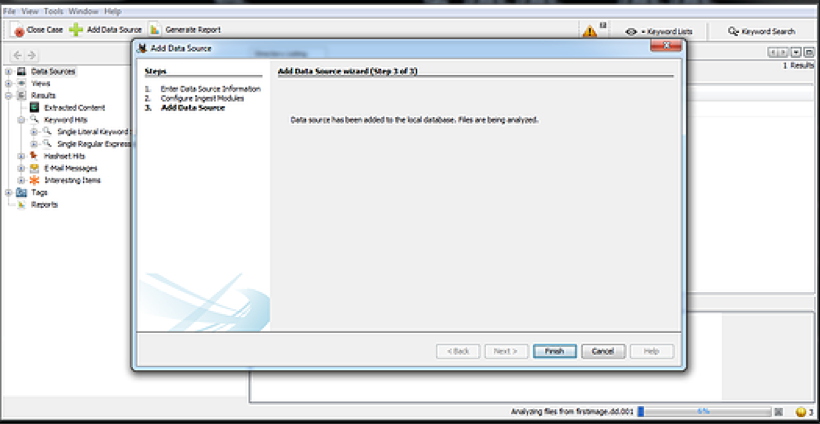 File View Tools Window Help
Close Case Add Data Source Generate Report Keyword Lists Keyword Search
Add Data Source
1 Results
Data Sources
Views
Results
Extracted Content
Keyword Hits
Single Literal Keyword
Single Regular Express
Hashset Hits
E-Mail Messages
Interesting Items
Tags
Reports
Steps
1. Enter Data Source Information
2. Configure Ingest Modules
3. Add Data Source
Add Data Source wizard (Step 3 of 3)
Data source has been added to the local database. Files are being analyzed.
< Back Next > Finish Cancel Help
Analyzing files from firstimage.dd.001 6% 3